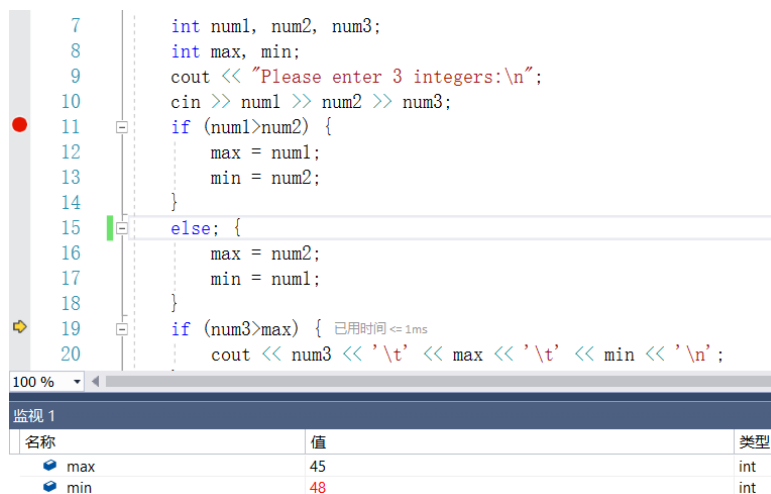 7 int num1, num2, num3;
8 int max, min;
9 cout << "Please enter 3 integers:\n";
10 cin >> num1 >> num2 >> num3;
11 if (num1>num2) {
12 max = num1;
13 min = num2;
14 }
15 else; {
16 max = num2;
17 min = num1;
18 }
19 if (num3>max) { 已用时间 <= 1ms
20 cout << num3 << '\t' << max << '\t' << min << '\n';
100 %
监视 1
名称 值 类型
max 45 int
min 48 int